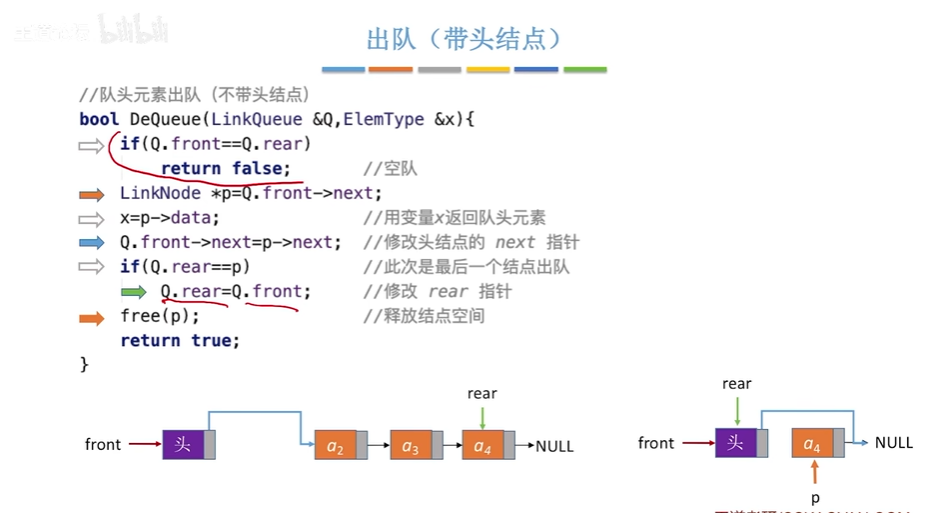 出队（带头结点）
//队头元素出队（不带头结点）
bool DeQueue(LinkQueue &Q,ElemType &x){
if(Q.front==Q.rear)
return false; //空队
LinkNode *p=Q.front->next;
x=p->data; //用变量x返回队头元素
Q.front->next=p->next; //修改头结点的 next 指针
if(Q.rear==p) //此次是最后一个结点出队
Q.rear=Q.front; //修改 rear 指针
free(p); //释放结点空间
return true;
}
rear
front 头 a2 a3 a4 NULL
rear
front 头 a4 NULL
p